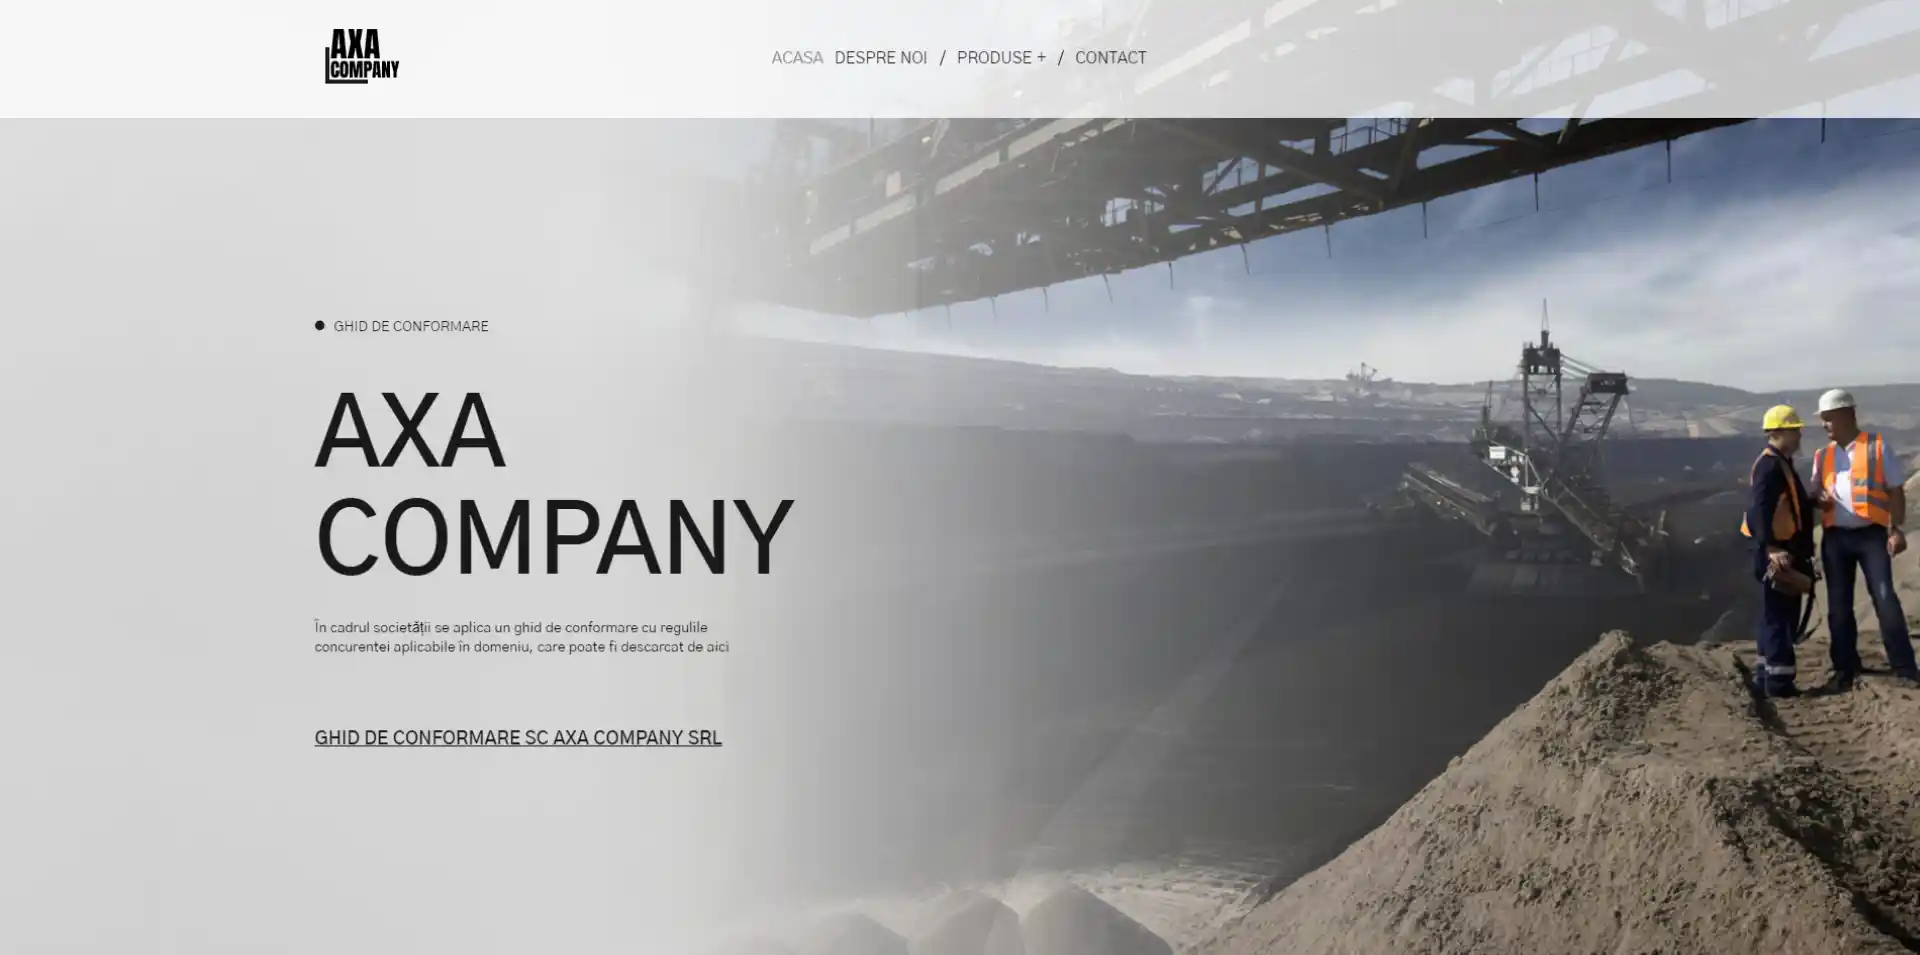 AXA
COMPANY
ACASA DESPRE NOI / PRODUSE + / CONTACT
GHID DE CONFORMARE
AXA
COMPANY
În cadrul societății se aplica un ghid de conformare cu regulile
concurentei aplicabile în domeniu, care poate fi descarcat de aici
GHID DE CONFORMARE SC AXA COMPANY SRL